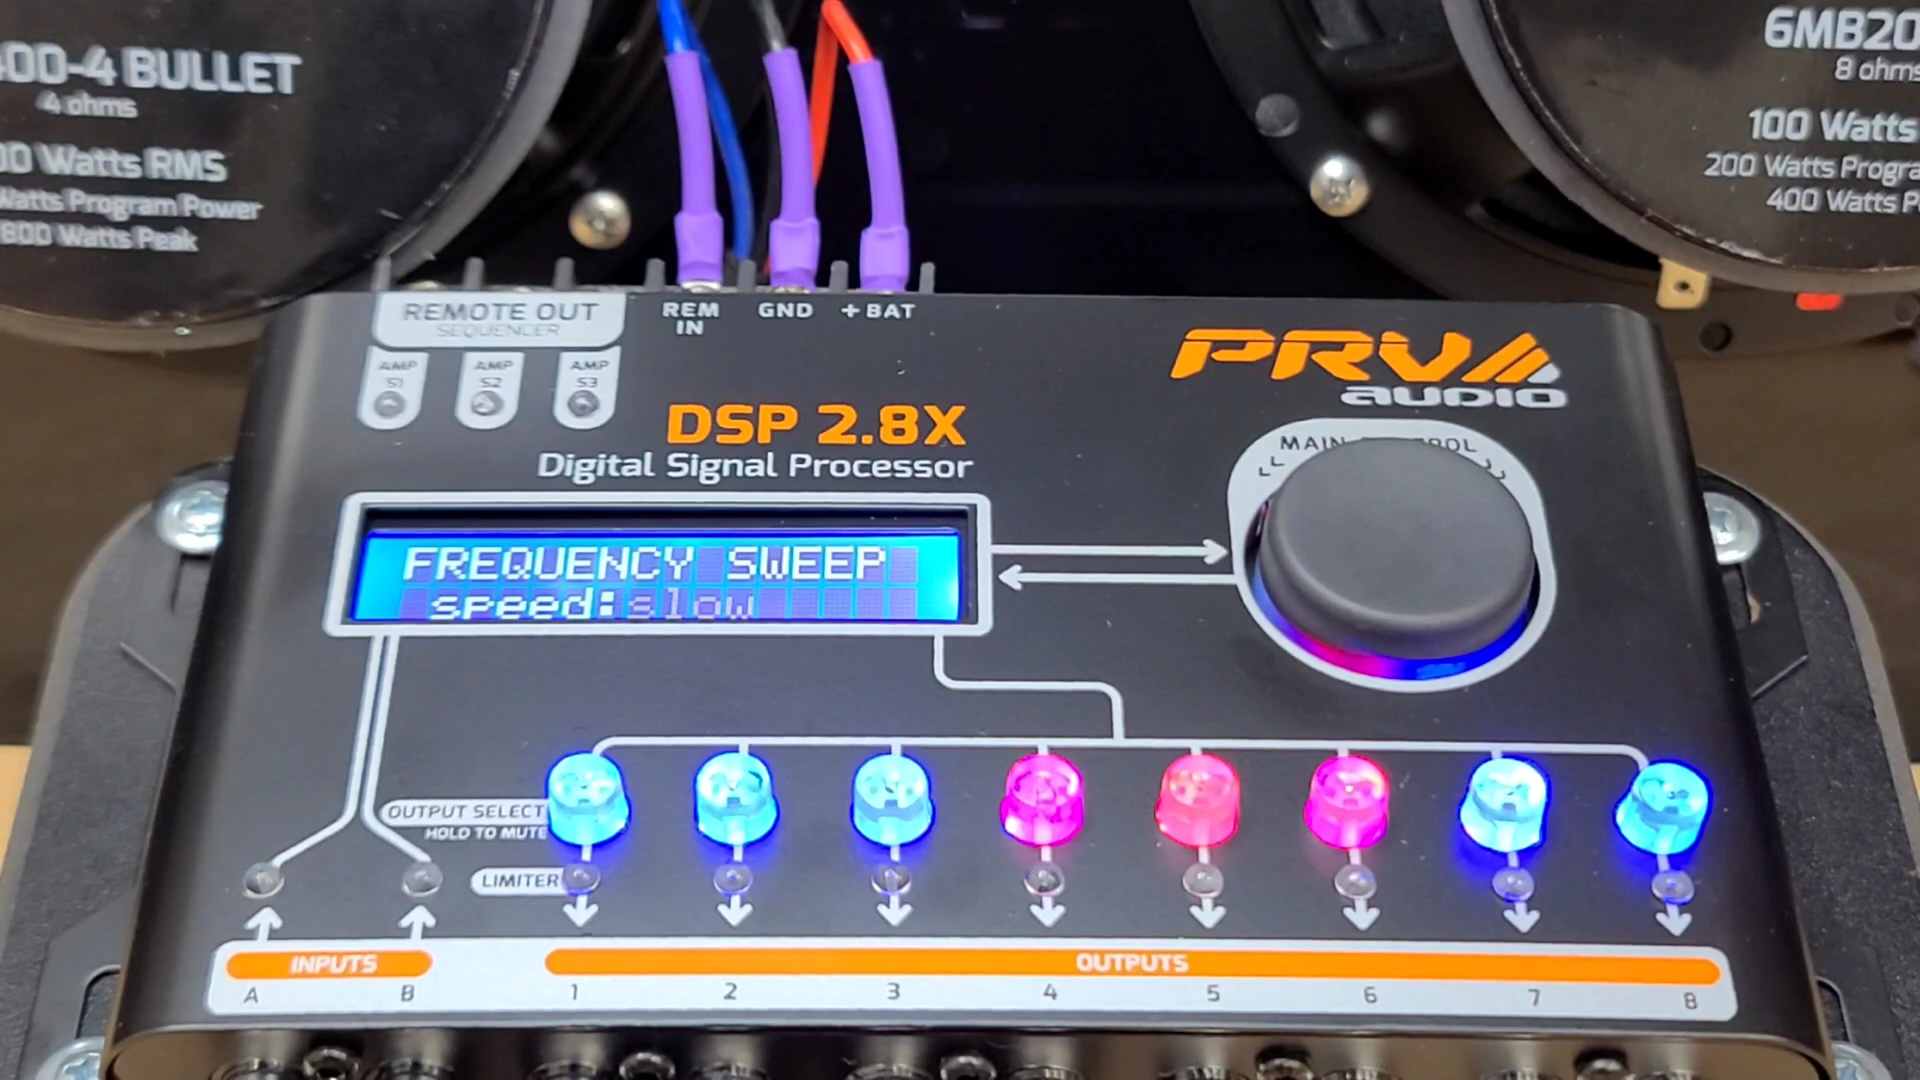 400-4 BULLET
4 ohms
00 Watts RMS
Watts Program Power
800 Watts Peak
6MB20
8 ohms
100 Watts
200 Watts Progra
400 Watts P
REMOTE OUT
SEQUENCER
REM IN
GND
+BAT
AMP S1
AMP S2
AMP S3
PRV
AUDIO
DSP 2.8X
Digital Signal Processor
MAIN
FREQUENCY SWEEP
speed:slow
OUTPUT SELECT
HOLD TO MUTE
LIMITER
INPUTS
OUTPUTS
A B 1 2 3 4 5 6 7 8